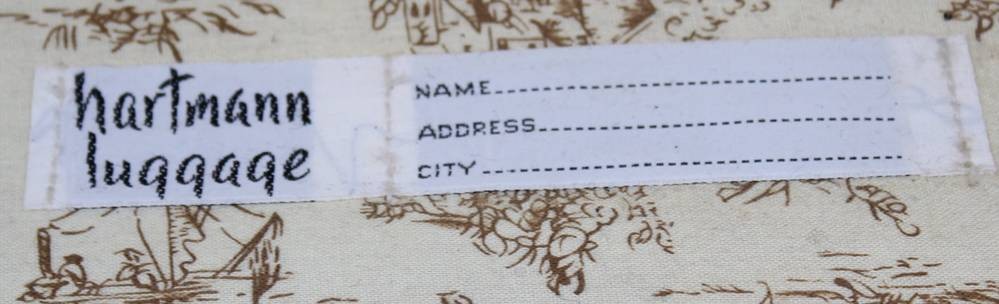 hartmann
luggage
NAME
ADDRESS
CITY